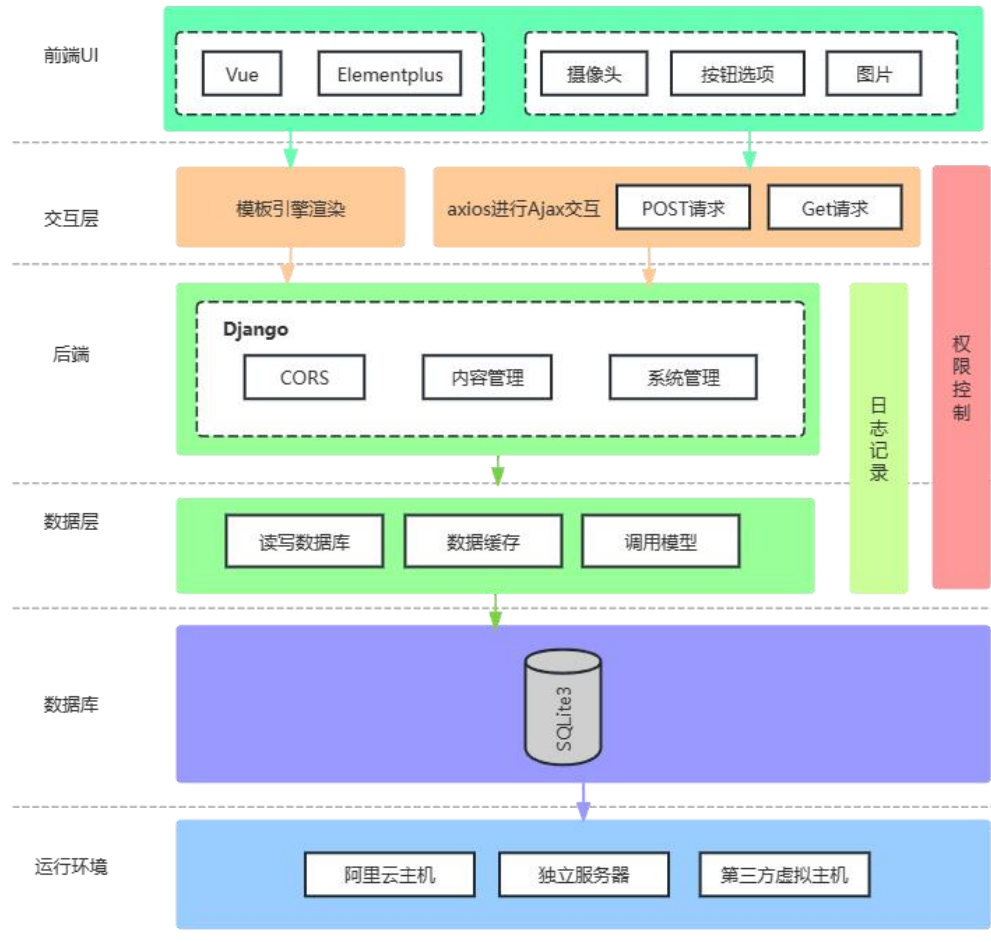 前端UI
Vue
Elementplus
摄像头
按钮选项
图片
交互层
模板引擎渲染
axios进行Ajax交互
POST请求
Get请求
后端
Django
CORS
内容管理
系统管理
日志记录
权限控制
数据层
读写数据库
数据缓存
调用模型
数据库
SQLite3
运行环境
阿里云主机
独立服务器
第三方虚拟主机